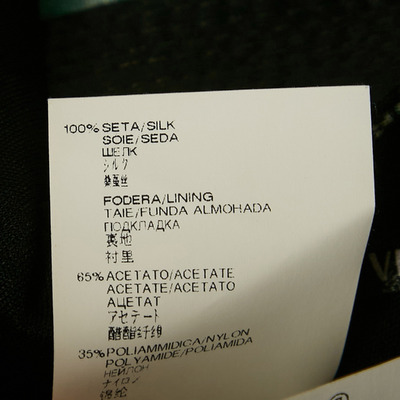 100% SETA/SILK
SOIE/SEDA
ШЕЛК
シルク
桑蚕丝
FODERA/LINING
TAIE/FUNDA ALMOHADA
ПОДКЛАДКА
裏地
衬里
65% ACETATO/ACETATE
ACETATE/ACETATO
АЦЕТАТ
アセテート
醋酯纤维
35% POLIAMMIDICA/NYLON
POLYAMIDE/POLIAMIDA
НЕЙЛОН
ナイロン